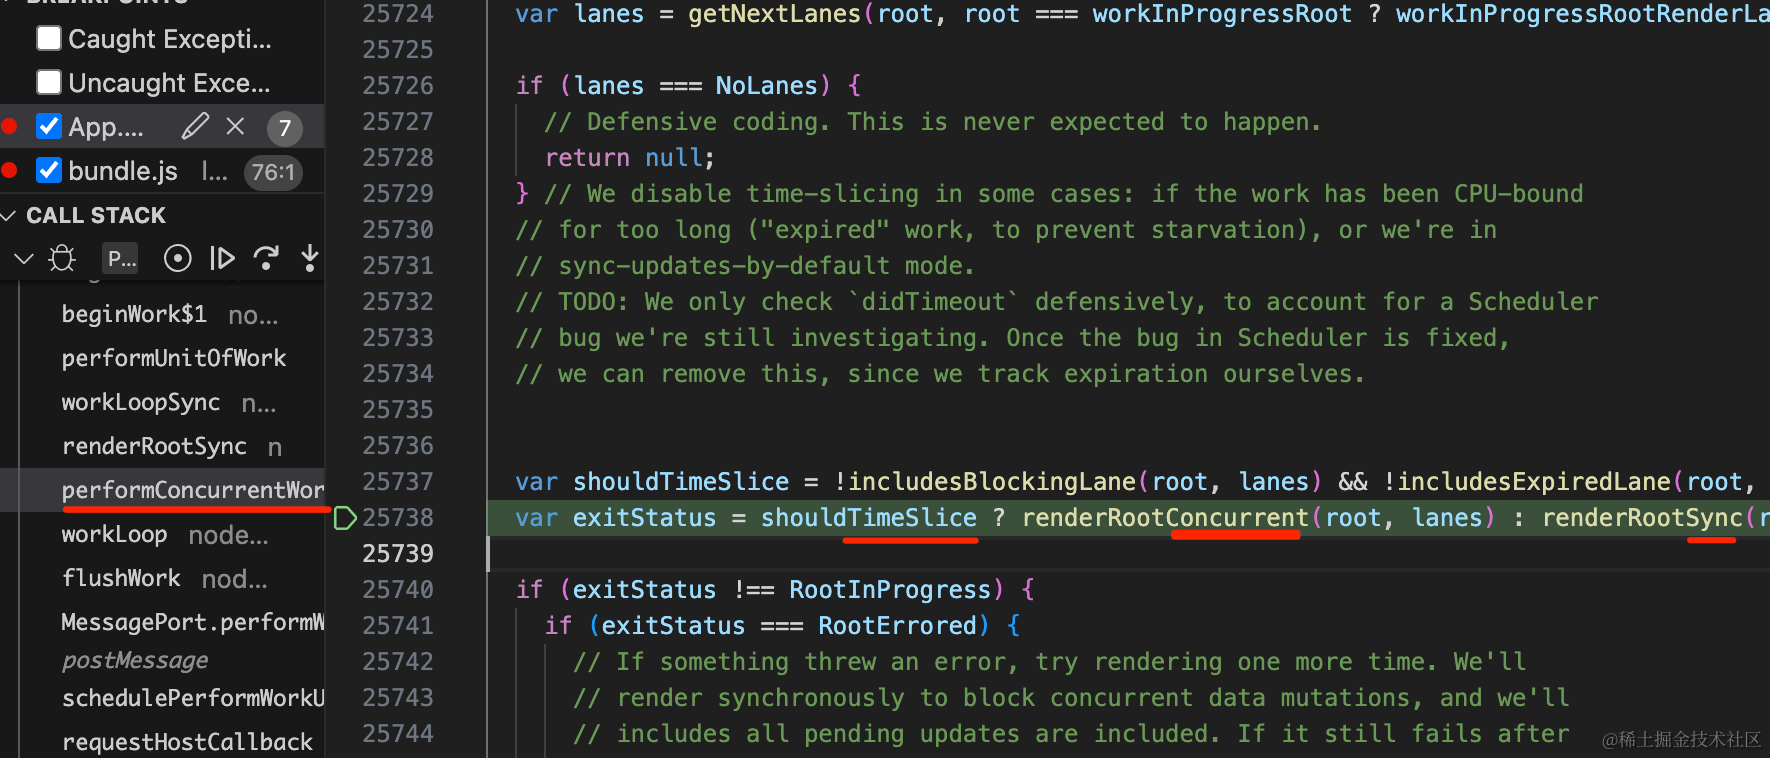 BREAKPOINTS
Caught Excepti...
Uncaught Exce...
App.... 7
bundle.js l... 76:1
CALL STACK
P...
beginWork$1 no...
performUnitOfWork
workLoopSync n...
renderRootSync n
performConcurrentWor
workLoop node...
flushWork nod...
MessagePort.performW
postMessage
schedulePerformWorkU
requestHostCallback
25724 var lanes = getNextLanes(root, root === workInProgressRoot ? workInProgressRootRenderLa
25725
25726 if (lanes === NoLanes) {
25727 // Defensive coding. This is never expected to happen.
25728 return null;
25729 } // We disable time-slicing in some cases: if the work has been CPU-bound
25730 // for too long ("expired" work, to prevent starvation), or we're in
25731 // sync-updates-by-default mode.
25732 // TODO: We only check `didTimeout` defensively, to account for a Scheduler
25733 // bug we're still investigating. Once the bug in Scheduler is fixed,
25734 // we can remove this, since we track expiration ourselves.
25735
25736
25737 var shouldTimeSlice = !includesBlockingLane(root, lanes) && !includesExpiredLane(root,
25738 var exitStatus = shouldTimeSlice ? renderRootConcurrent(root, lanes) : renderRootSync(r
25739
25740 if (exitStatus !== RootInProgress) {
25741 if (exitStatus === RootErrored) {
25742 // If something threw an error, try rendering one more time. We'll
25743 // render synchronously to block concurrent data mutations, and we'll
25744 // includes all pending updates are included. If it still fails after
@稀土掘金技术社区